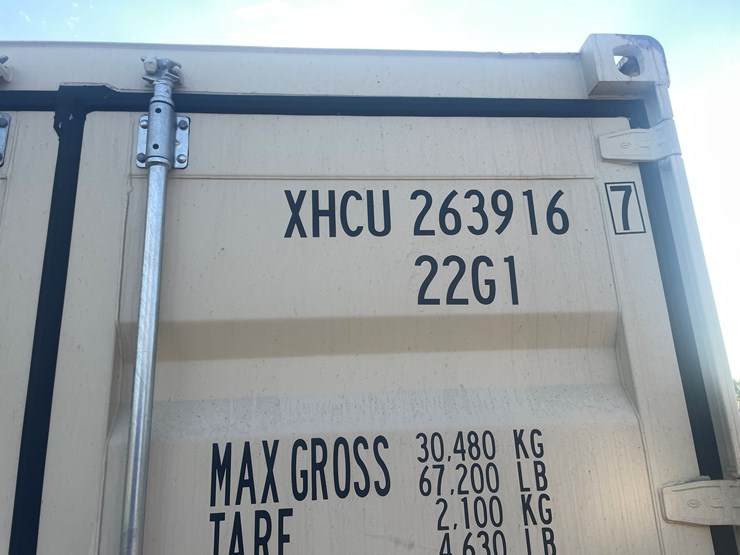 XHCU 263916 7
22G1
MAX GROSS 30,480 KG
67,200 LB
TARE 2,100 KG
4,630 LB